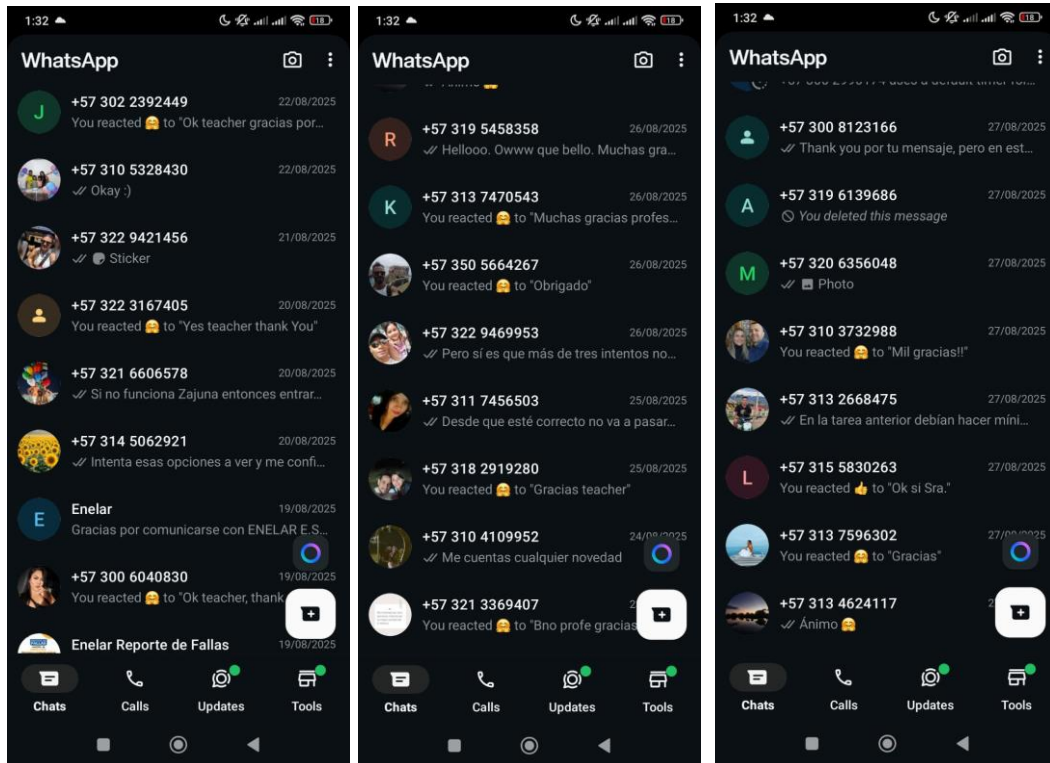 1:32
18
WhatsApp
+57 302 2392449 22/08/2025
You reacted 🤗 to "Ok teacher gracias por...
+57 310 5328430 22/08/2025
Okay :)
+57 322 9421456 21/08/2025
Sticker
+57 322 3167405 20/08/2025
You reacted 🤗 to "Yes teacher thank You"
+57 321 6606578 20/08/2025
Si no funciona Zajuna entonces entrar...
+57 314 5062921 20/08/2025
Intenta esas opciones a ver y me confi...
E
Enelar 19/08/2025
Gracias por comunicarse con ENELAR E.S...
+57 300 6040830 19/08/2025
You reacted 🤗 to "Ok teacher, thank
Enelar Reporte de Fallas 19/08/2025
Chats Calls Updates Tools
1:32
18
WhatsApp
R
+57 319 5458358 26/08/2025
Hellooo. Owww que bello. Muchas gra...
K
+57 313 7470543 26/08/2025
You reacted 🤗 to "Muchas gracias profes...
+57 350 5664267 26/08/2025
You reacted 🤗 to "Obrigado"
+57 322 9469953 26/08/2025
Pero sí es que más de tres intentos no...
+57 311 7456503 25/08/2025
Desde que esté correcto no va a pasar...
+57 318 2919280 25/08/2025
You reacted 🤗 to "Gracias teacher"
+57 310 4109952 24/08/2025
Me cuentas cualquier novedad
+57 321 3369407
You reacted 🤗 to "Bno profe gracias
Chats Calls Updates Tools
1:32
18
WhatsApp
+57 300 8123166 27/08/2025
Thank you por tu mensaje, pero en est...
A
+57 319 6139686 27/08/2025
You deleted this message
M
+57 320 6356048 27/08/2025
Photo
+57 310 3732988 27/08/2025
You reacted 🤗 to "Mil gracias!!"
+57 313 2668475 27/08/2025
En la tarea anterior debían hacer míni...
L
+57 315 5830263 27/08/2025
You reacted 👍 to "Ok si Sra."
+57 313 7596302 27/08/2025
You reacted 🤗 to "Gracias"
+57 313 4624117
Ánimo 🤗
Chats Calls Updates Tools